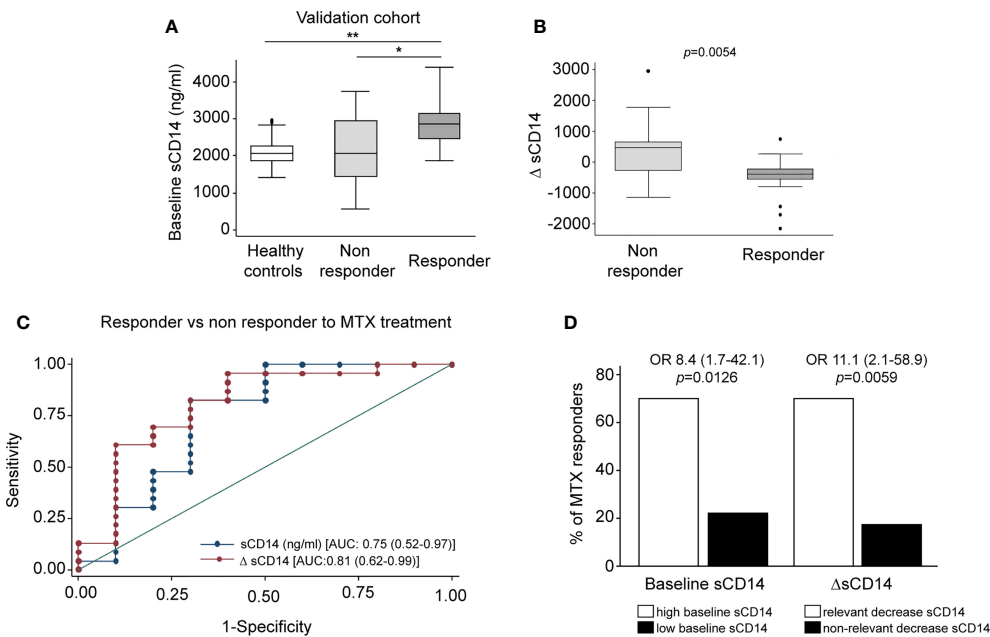 A
Validation cohort
**
*
Baseline sCD14 (ng/ml)
4000
3000
2000
1000
0
Healthy
controls
Non
responder
Responder
B
p=0.0054
Δ sCD14
3000
2000
1000
0
-1000
-2000
Non
responder
Responder
C
Responder vs non responder to MTX treatment
Sensitivity
1.00
0.75
0.50
0.25
0.00
sCD14 (ng/ml) [AUC: 0.75 (0.52-0.97)]
Δ sCD14 [AUC:0.81 (0.62-0.99)]
0.00
0.25
0.50
0.75
1.00
1-Specificity
D
OR 8.4 (1.7-42.1)
p=0.0126
OR 11.1 (2.1-58.9)
p=0.0059
% of MTX responders
80
60
40
20
0
Baseline sCD14
ΔsCD14
high baseline sCD14
low baseline sCD14
relevant decrease sCD14
non-relevant decrease sCD14